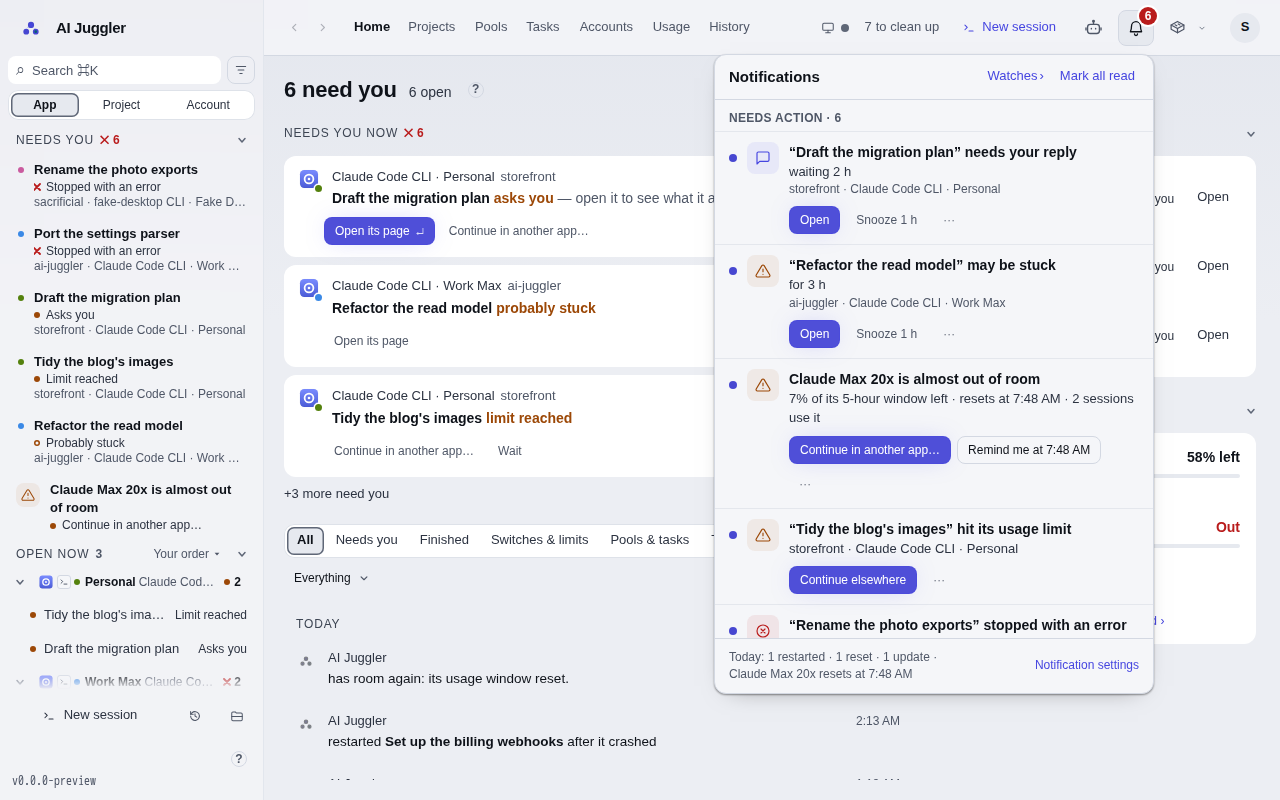 AI Juggler
Search ⌘K
App Project Account
NEEDS YOU 6
Rename the photo exports
Stopped with an error
sacrificial · fake-desktop CLI · Fake D…
Port the settings parser
Stopped with an error
ai-juggler · Claude Code CLI · Work …
Draft the migration plan
Asks you
storefront · Claude Code CLI · Personal
Tidy the blog's images
Limit reached
storefront · Claude Code CLI · Personal
Refactor the read model
Probably stuck
ai-juggler · Claude Code CLI · Work …
Claude Max 20x is almost out
of room
Continue in another app…
OPEN NOW 3 Your order
Personal Claude Cod… 2
Tidy the blog's ima… Limit reached
Draft the migration plan Asks you
Work Max Claude Co… 2
New session
?
v0.0.0-preview
Home Projects Pools Tasks Accounts Usage History
7 to clean up New session 6 S
6 need you 6 open ?
NEEDS YOU NOW 6
Claude Code CLI · Personal storefront
Draft the migration plan asks you — open it to see what it a
Open its page Continue in another app…
Claude Code CLI · Work Max ai-juggler
Refactor the read model probably stuck
Open its page
Claude Code CLI · Personal storefront
Tidy the blog's images limit reached
Continue in another app… Wait
+3 more need you
All Needs you Finished Switches & limits Pools & tasks
Everything
TODAY
AI Juggler
has room again: its usage window reset.
AI Juggler 2:13 AM
restarted Set up the billing webhooks after it crashed
Notifications Watches › Mark all read
NEEDS ACTION · 6
“Draft the migration plan” needs your reply
waiting 2 h
storefront · Claude Code CLI · Personal
Open Snooze 1 h ···
“Refactor the read model” may be stuck
for 3 h
ai-juggler · Claude Code CLI · Work Max
Open Snooze 1 h ···
Claude Max 20x is almost out of room
7% of its 5-hour window left · resets at 7:48 AM · 2 sessions
use it
Continue in another app… Remind me at 7:48 AM
···
“Tidy the blog's images” hit its usage limit
storefront · Claude Code CLI · Personal
Continue elsewhere ···
“Rename the photo exports” stopped with an error
Today: 1 restarted · 1 reset · 1 update ·
Claude Max 20x resets at 7:48 AM
Notification settings
you Open
you Open
you Open
58% left
Out